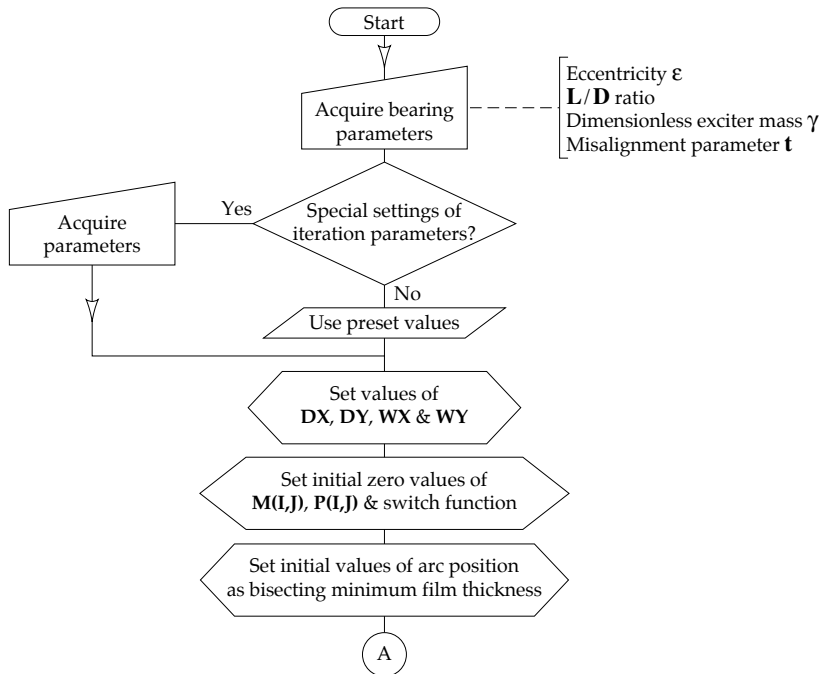 Start
Acquire bearing
parameters
Eccentricity ε
L/D ratio
Dimensionless exciter mass γ
Misalignment parameter t
Special settings of
iteration parameters?
Yes
Acquire
parameters
No
Use preset values
Set values of
DX, DY, WX & WY
Set initial zero values of
M(I,J), P(I,J) & switch function
Set initial values of arc position
as bisecting minimum film thickness
A